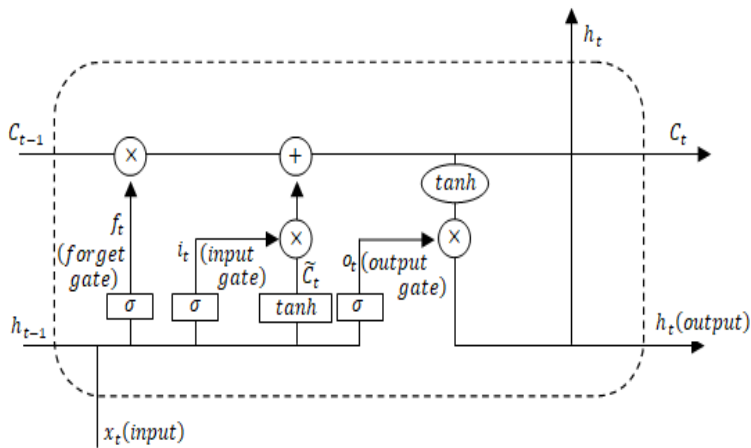 h_t
C_{t-1}
C_t
×
+
tanh
f_t
(forget
gate)
i_t (input
gate)
×
C̃_t
o_t (output
gate)
×
σ
σ
tanh
σ
h_{t-1}
h_t(output)
x_t(input)